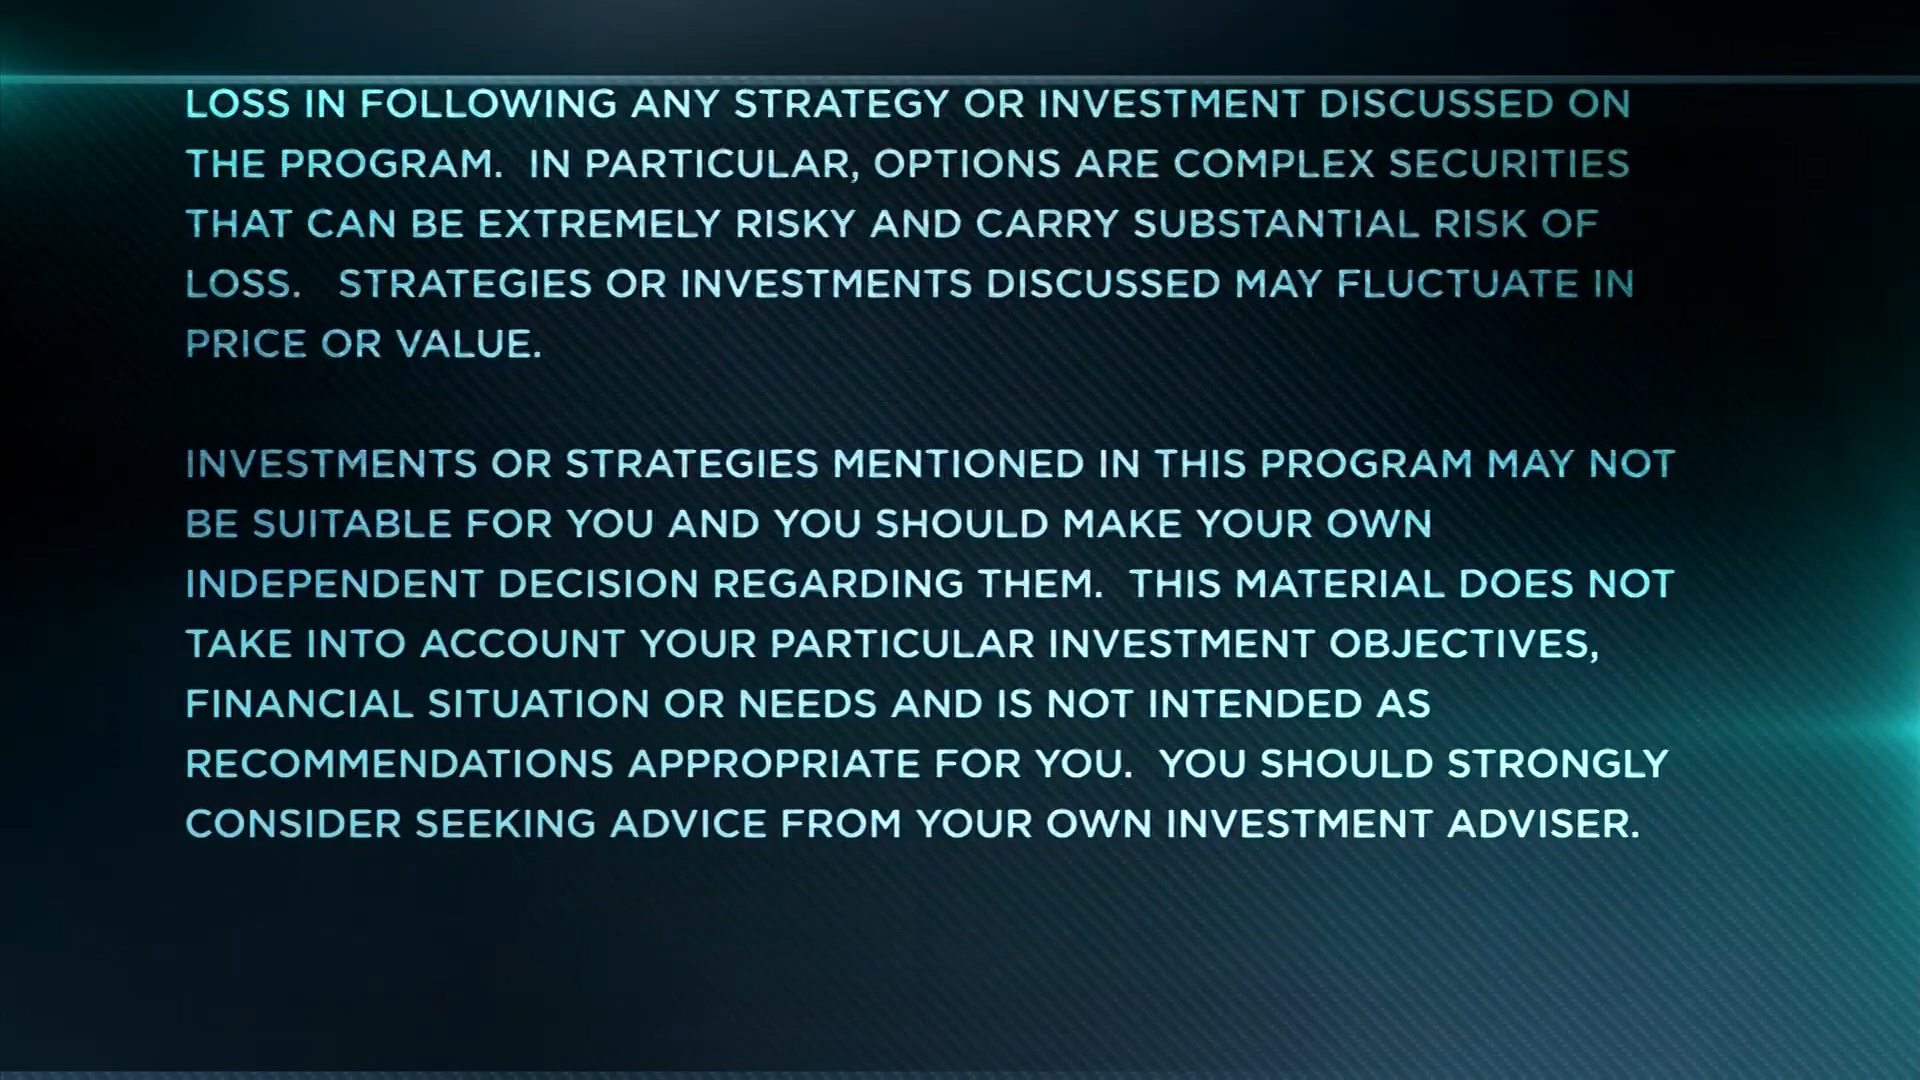 LOSS IN FOLLOWING ANY STRATEGY OR INVESTMENT DISCUSSED ON
THE PROGRAM.  IN PARTICULAR, OPTIONS ARE COMPLEX SECURITIES
THAT CAN BE EXTREMELY RISKY AND CARRY SUBSTANTIAL RISK OF
LOSS.   STRATEGIES OR INVESTMENTS DISCUSSED MAY FLUCTUATE IN
PRICE OR VALUE.

INVESTMENTS OR STRATEGIES MENTIONED IN THIS PROGRAM MAY NOT
BE SUITABLE FOR YOU AND YOU SHOULD MAKE YOUR OWN
INDEPENDENT DECISION REGARDING THEM.  THIS MATERIAL DOES NOT
TAKE INTO ACCOUNT YOUR PARTICULAR INVESTMENT OBJECTIVES,
FINANCIAL SITUATION OR NEEDS AND IS NOT INTENDED AS
RECOMMENDATIONS APPROPRIATE FOR YOU.  YOU SHOULD STRONGLY
CONSIDER SEEKING ADVICE FROM YOUR OWN INVESTMENT ADVISER.